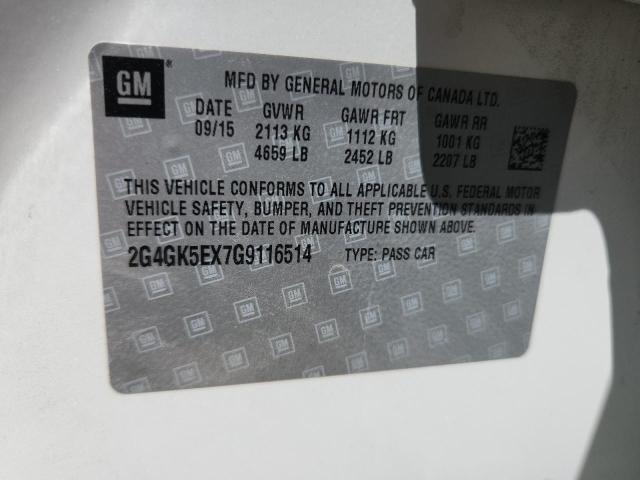 GM®
MFD BY GENERAL MOTORS OF CANADA LTD.
DATE GVWR GAWR FRT GAWR RR
09/15 2113 KG 1112 KG 1001 KG
4659 LB 2452 LB 2207 LB
THIS VEHICLE CONFORMS TO ALL APPLICABLE U.S. FEDERAL MOTOR
VEHICLE SAFETY, BUMPER, AND THEFT PREVENTION STANDARDS
IN EFFECT ON THE DATE OF MANUFACTURE SHOWN ABOVE.
2G4GK5EX7G9116514 TYPE: PASS CAR